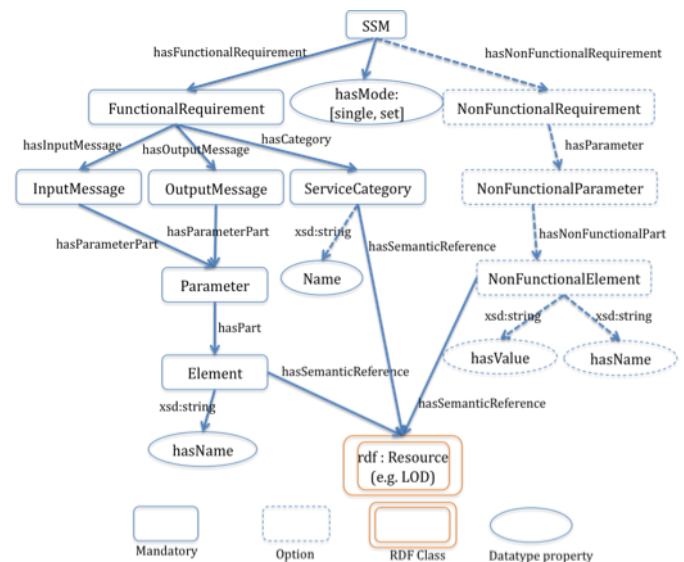 SSM
hasFunctionalRequirement
hasNonFunctionalRequirement
FunctionalRequirement
hasMode:
[single, set]
NonFunctionalRequirement
hasInputMessage
hasOutputMessage
hasCategory
hasParameter
InputMessage
OutputMessage
ServiceCategory
NonFunctionalParameter
hasParameterPart
hasParameterPart
xsd:string
hasSemanticReference
hasNonFunctionalPart
Parameter
Name
NonFunctionalElement
hasPart
xsd:string
xsd:string
Element
hasSemanticReference
hasValue
hasName
xsd:string
hasSemanticReference
hasName
rdf : Resource
(e.g. LOD)
Mandatory
Option
RDF Class
Datatype property